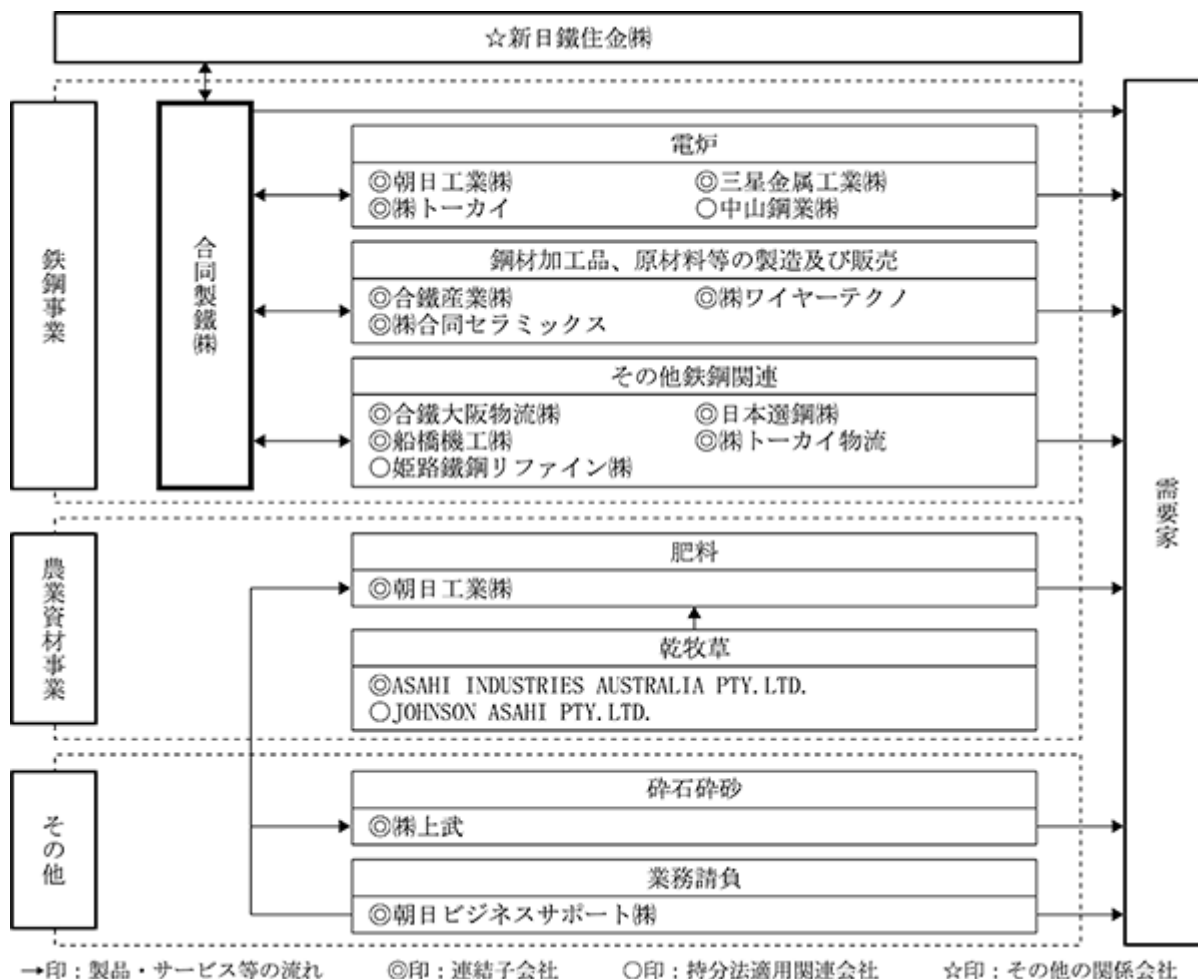 ☆新日鐵住金㈱
鉄鋼事業
合同製鐵㈱
電炉
◎朝日工業㈱ ◎三星金属工業㈱
◎㈱トーカイ ○中山鋼業㈱
鋼材加工品、原材料等の製造及び販売
◎合鐵産業㈱ ◎㈱ワイヤーテクノ
◎㈱合同セラミックス
その他鉄鋼関連
◎合鐵大阪物流㈱ ◎日本選鋼㈱
◎船橋機工㈱ ◎㈱トーカイ物流
○姫路鐵鋼リファイン㈱
需要家
農業資材事業
肥料
◎朝日工業㈱
乾牧草
◎ASAHI INDUSTRIES AUSTRALIA PTY.LTD.
○JOHNSON ASAHI PTY.LTD.
その他
砕石砕砂
◎㈱上武
業務請負
◎朝日ビジネスサポート㈱
→印：製品・サービス等の流れ ◎印：連結子会社 ○印：持分法適用関連会社 ☆印：その他の関係会社